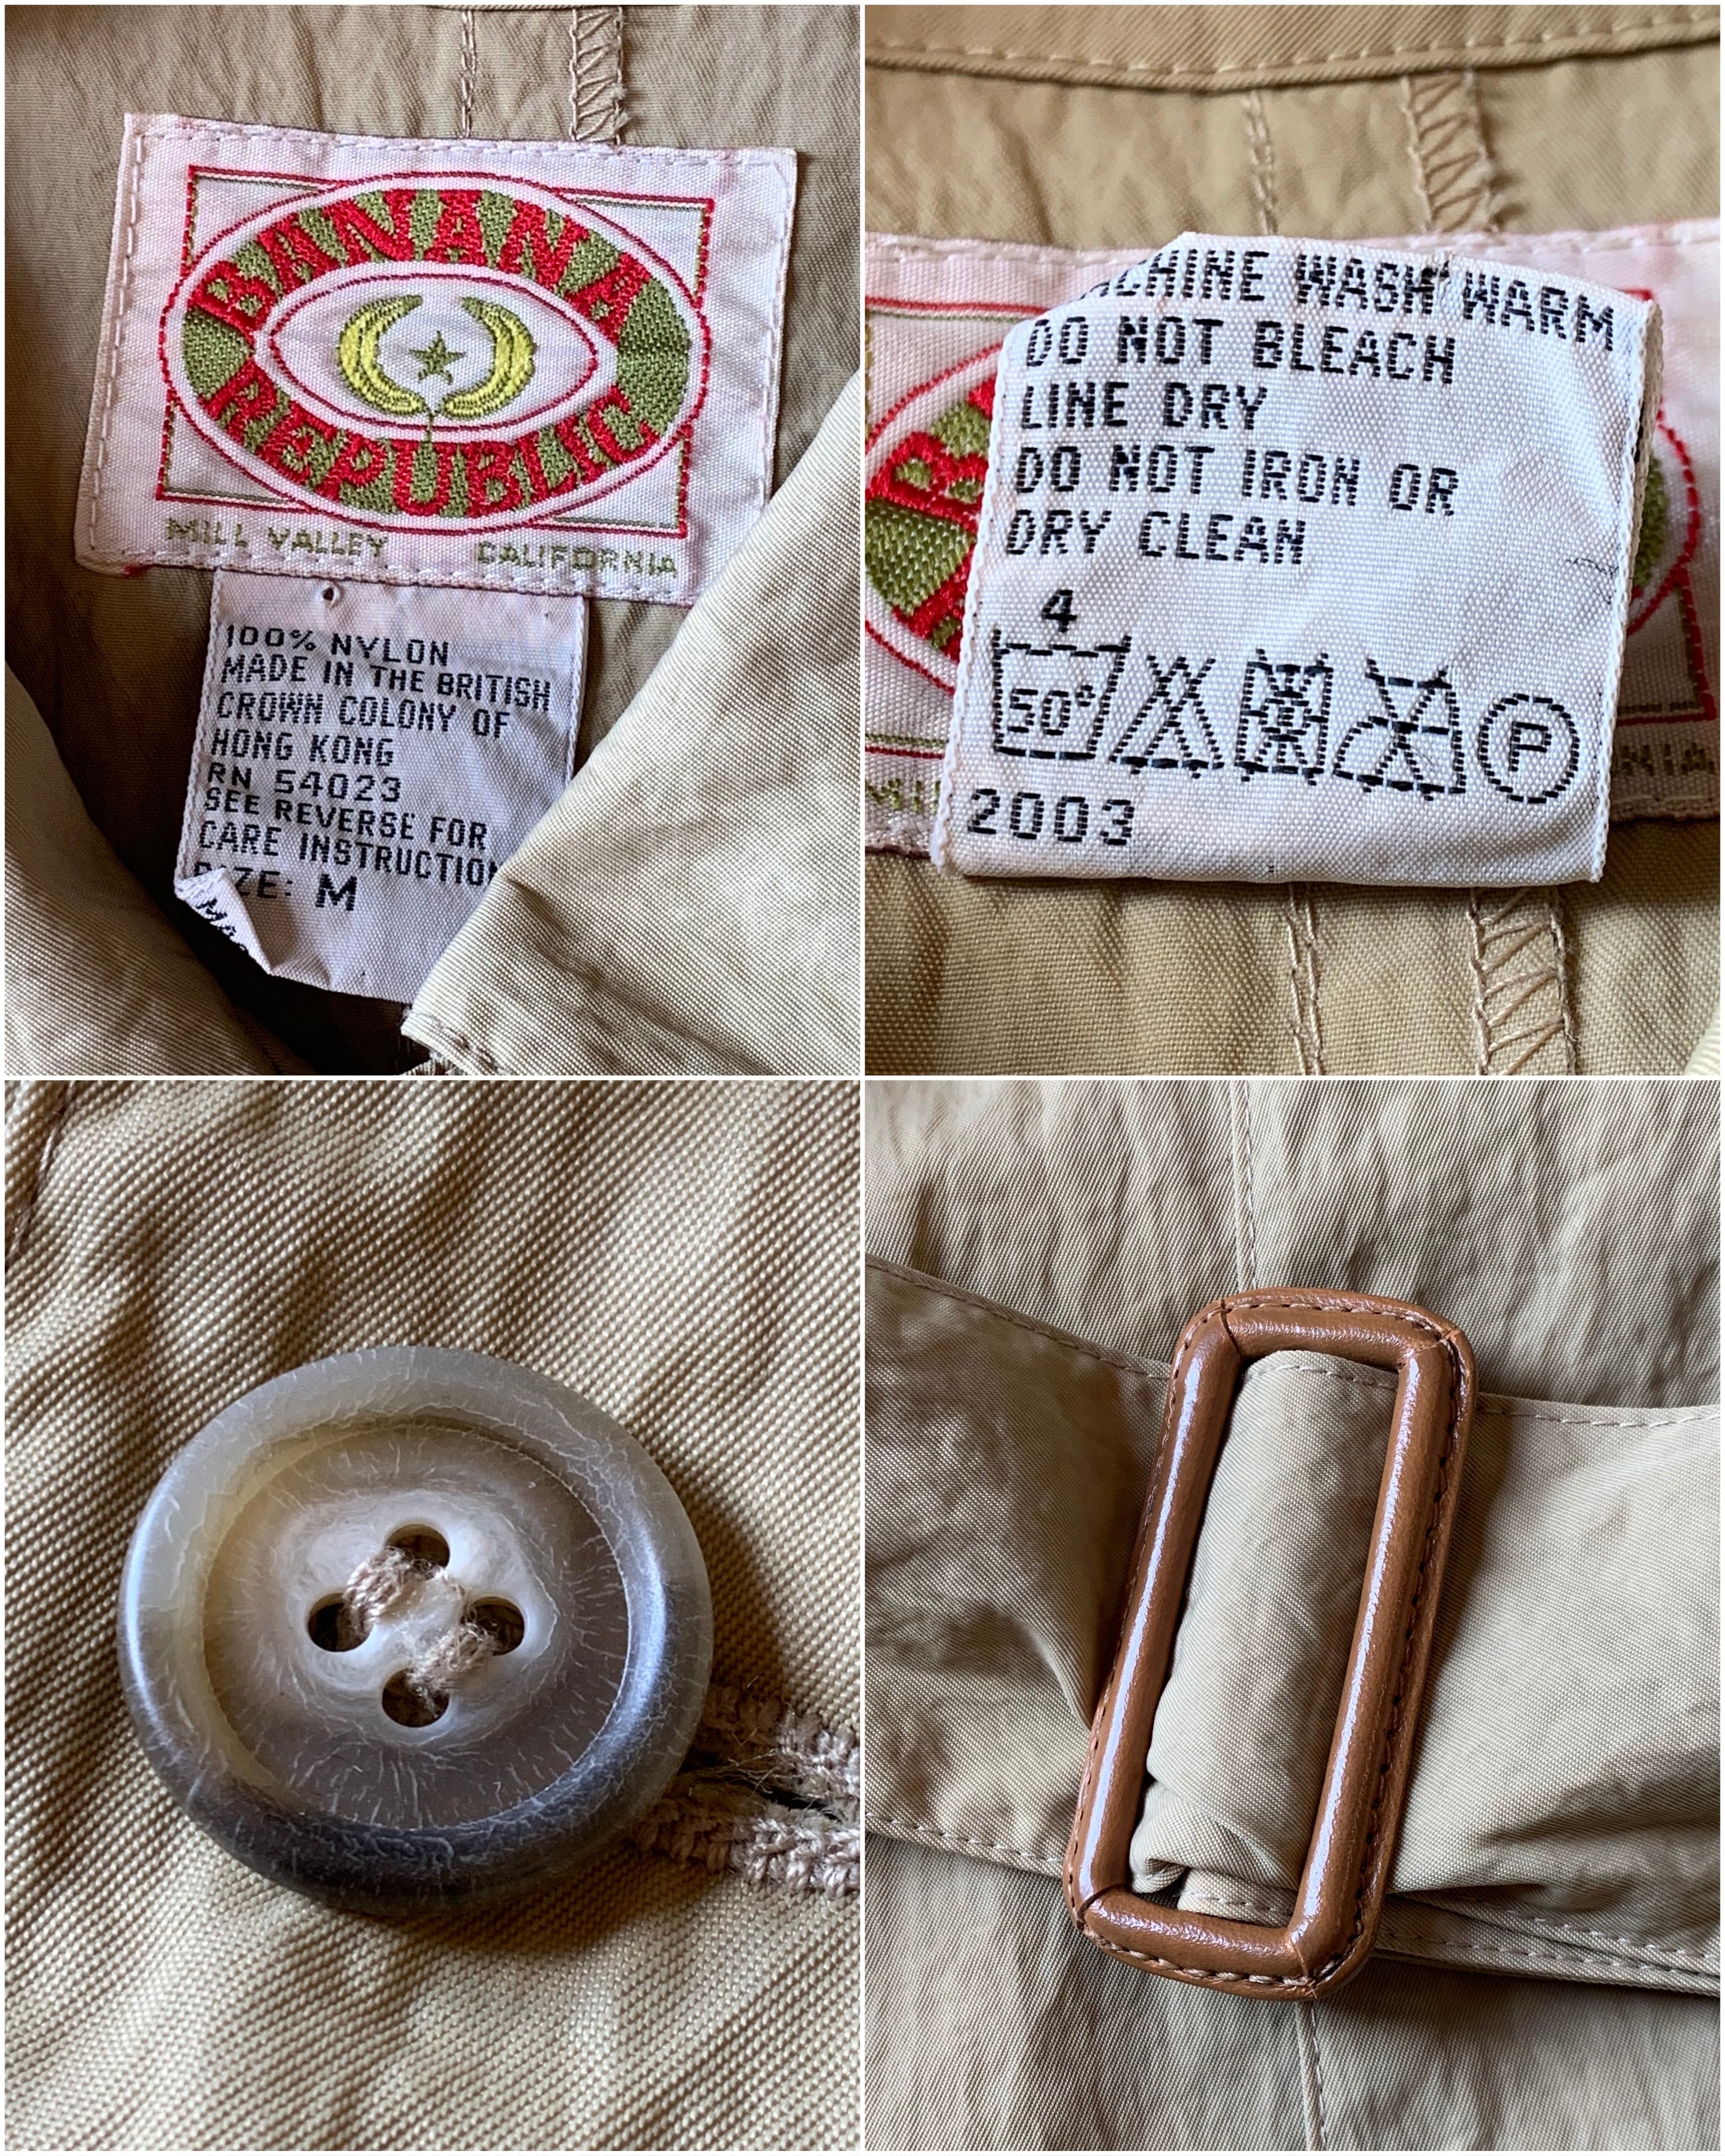 BANANA
REPUBLIC
MILL VALLEY CALIFORNIA
100% NYLON
MADE IN THE BRITISH
CROWN COLONY OF
HONG KONG
RN 54023
SEE REVERSE FOR
CARE INSTRUCTION
SIZE: M
MACHINE WASH WARM
DO NOT BLEACH
LINE DRY
DO NOT IRON OR
DRY CLEAN
4
50° P
2003